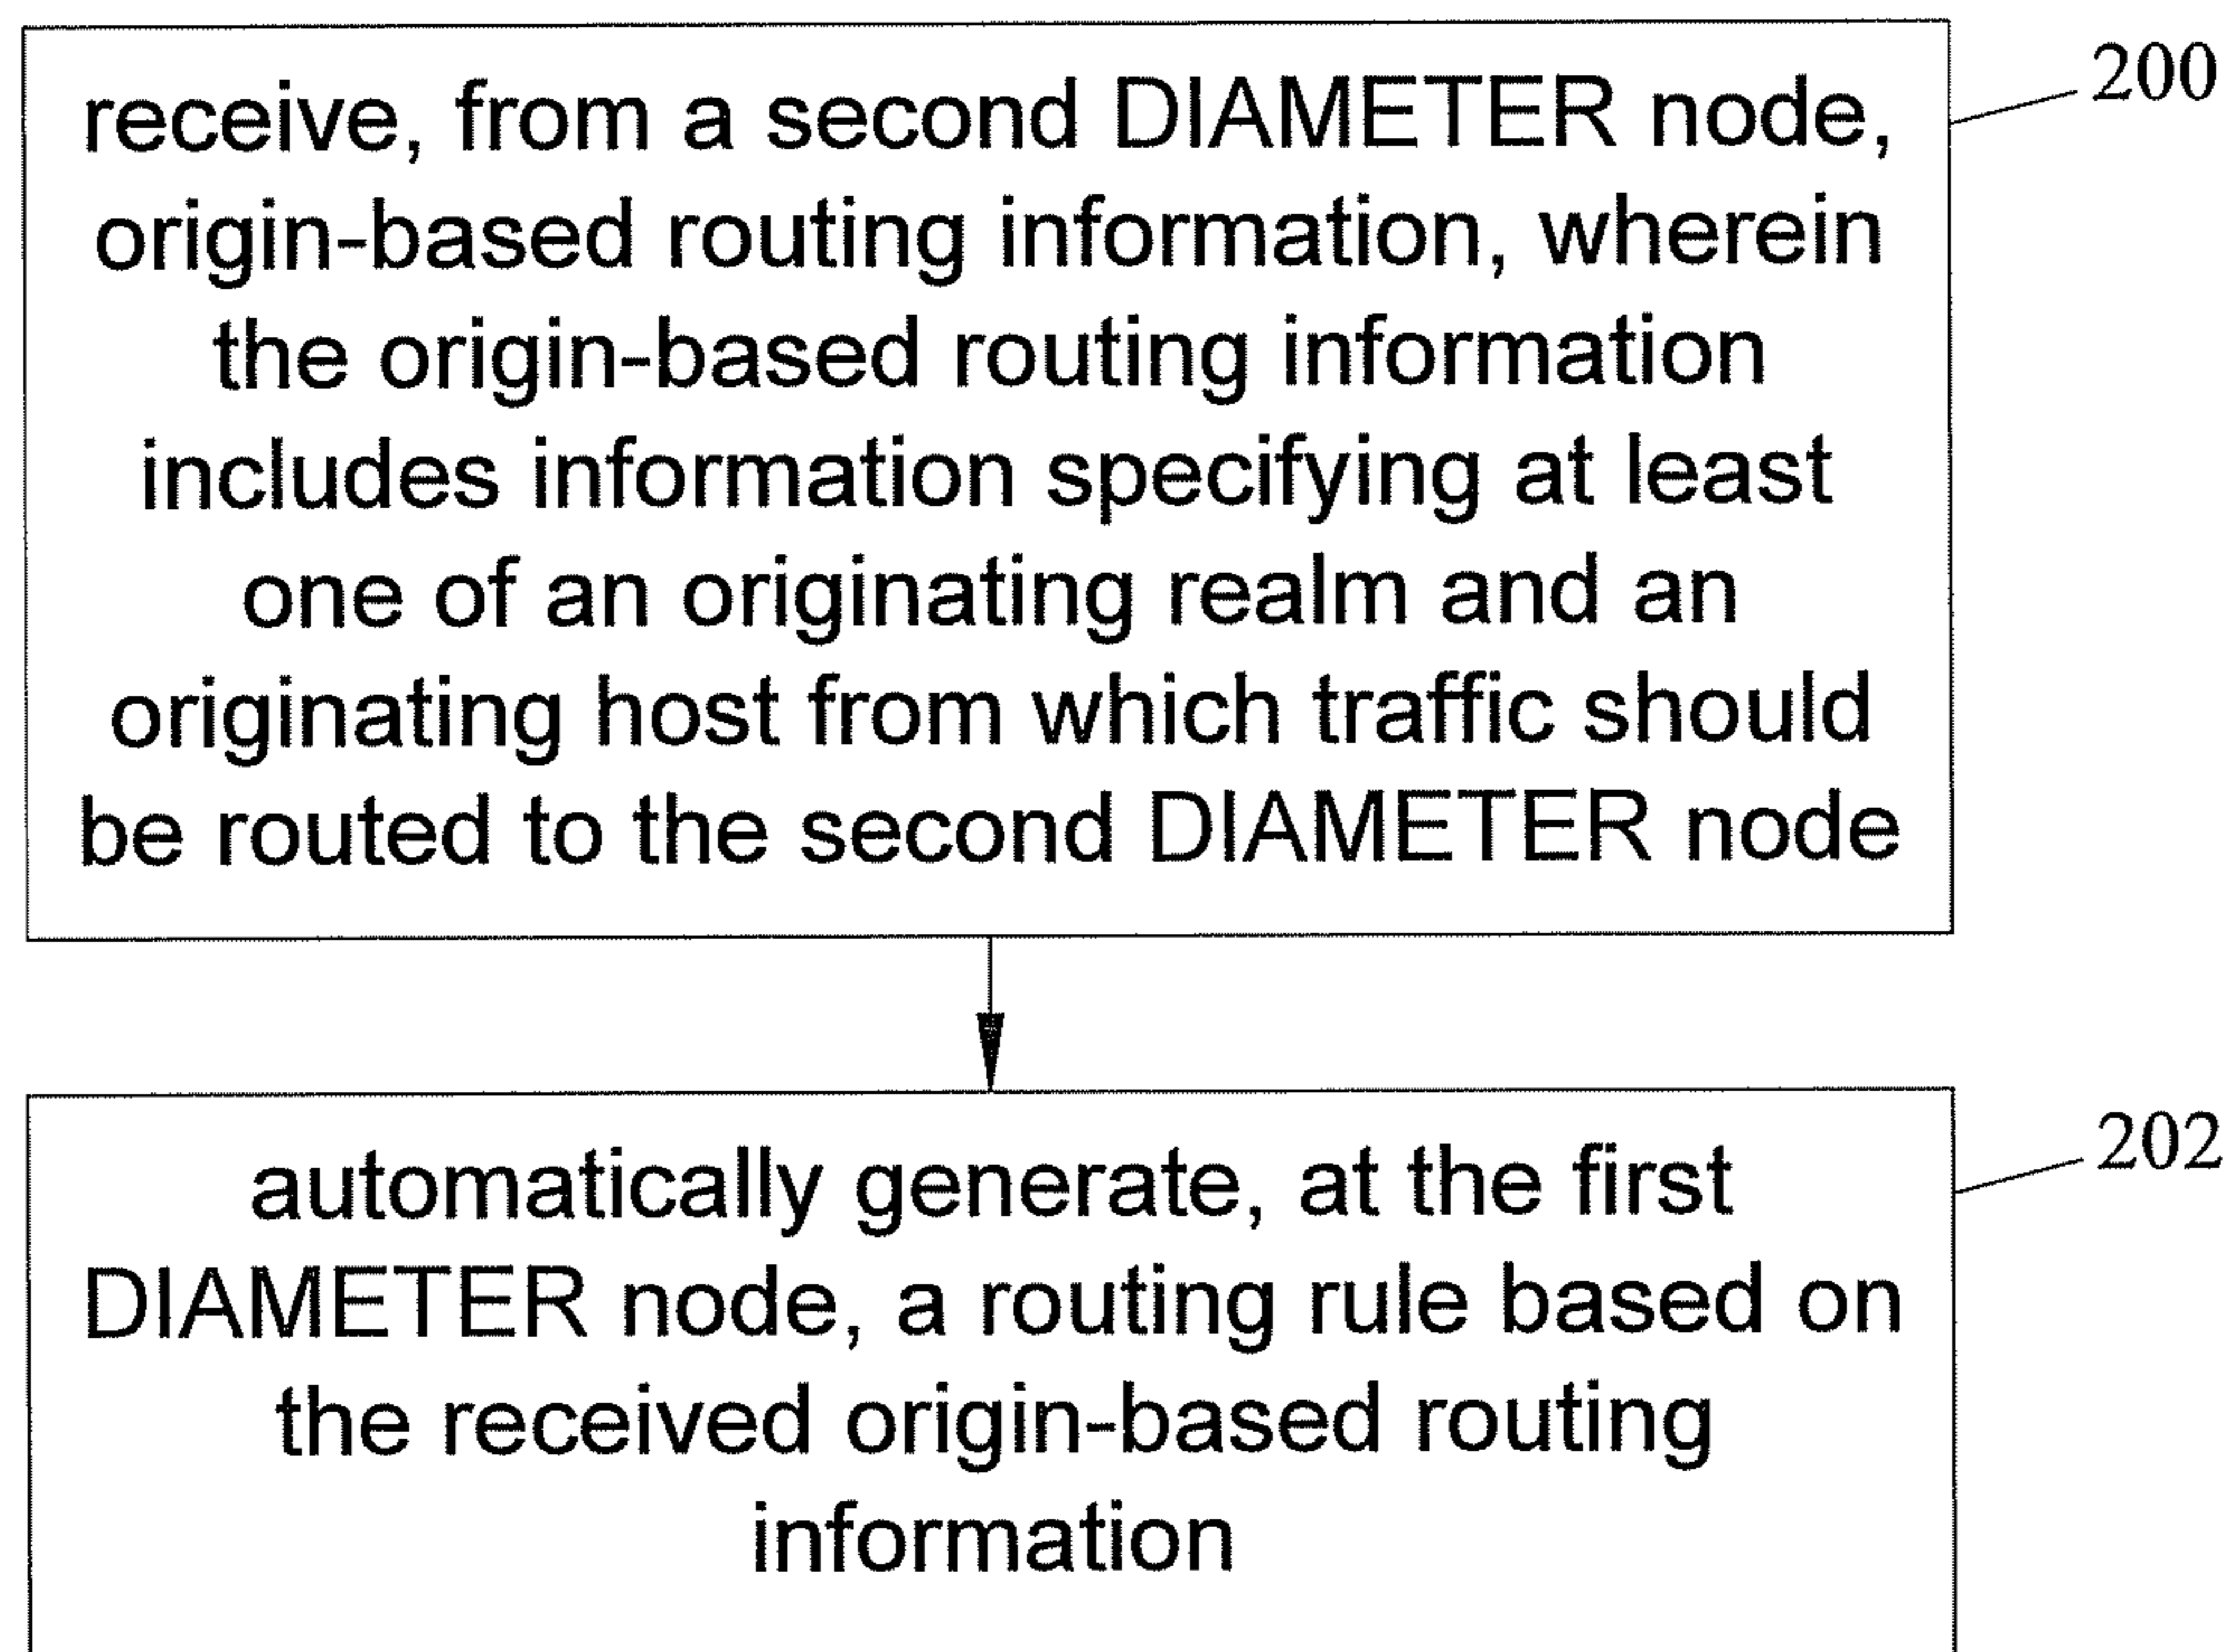 receive, from a second DIAMETER node,
200
origin-based routing information, wherein
the origin-based routing information
includes information specifying at least
one of an originating realm and an
originating host from which traffic should
be routed to the second DIAMETER node
automatically generate, at the first
202
DIAMETER node, a routing rule based on
the received origin-based routing
information